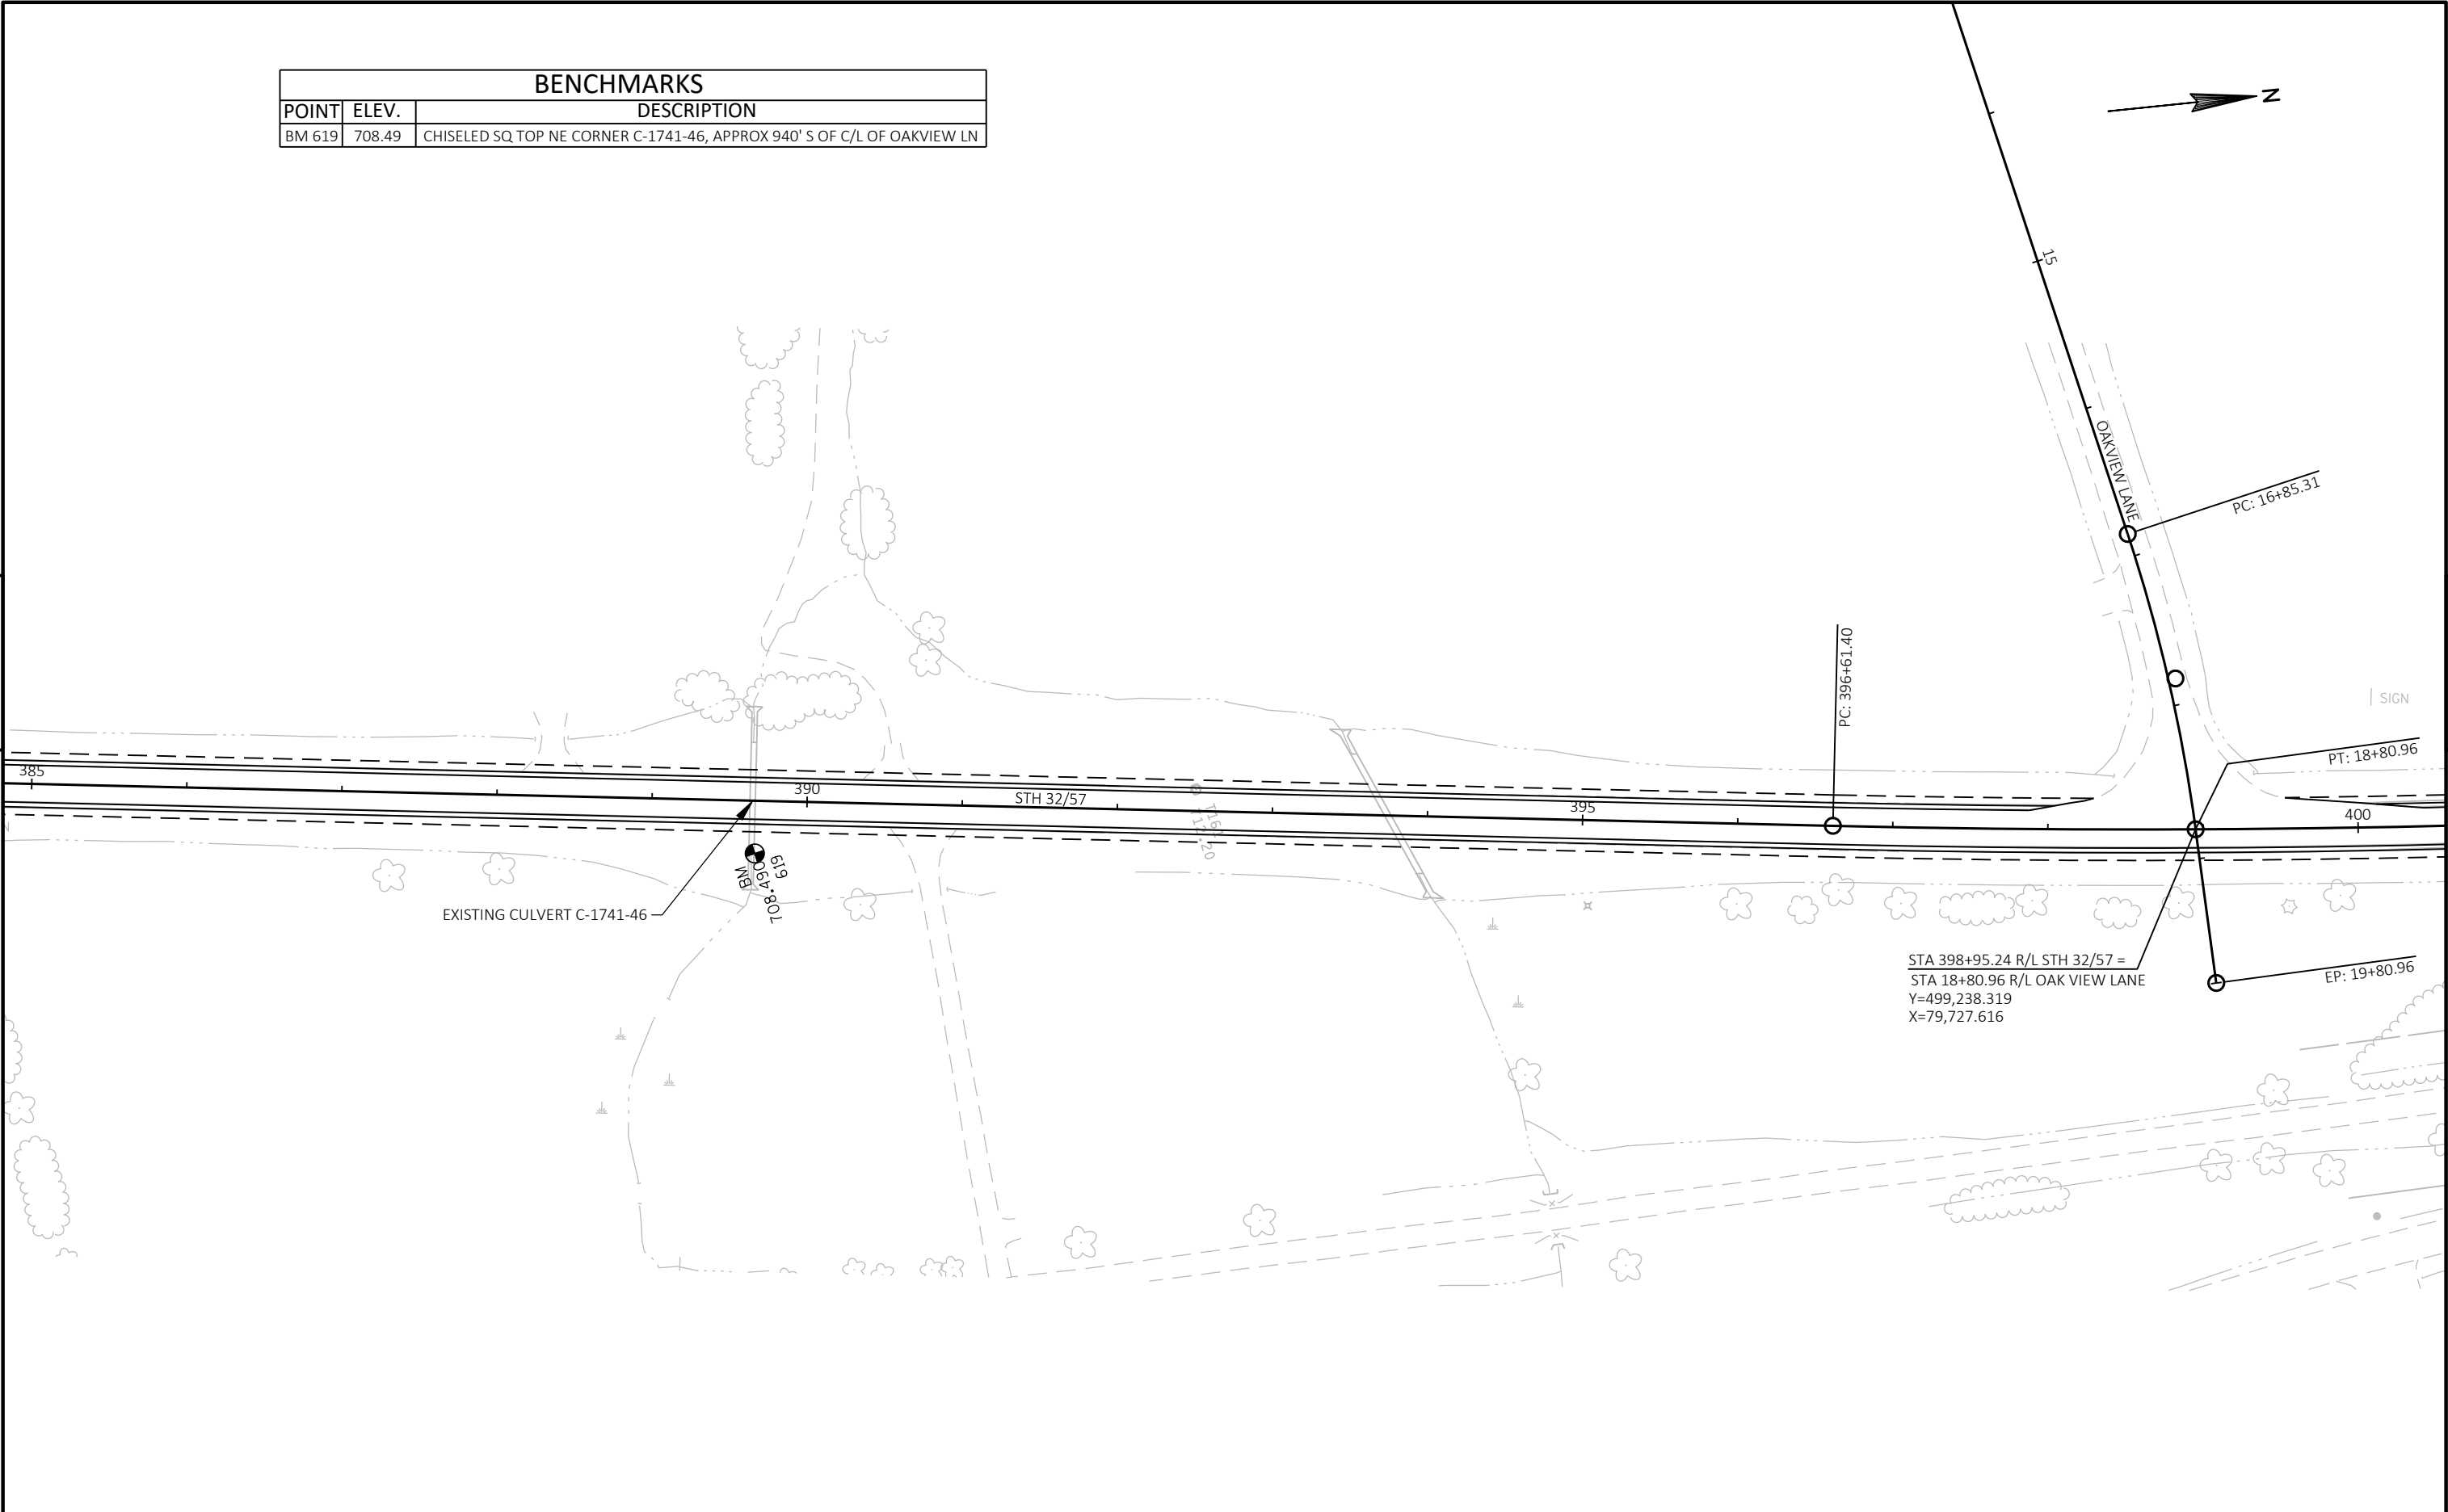 BENCHMARKS
POINT ELEV. DESCRIPTION
BM 619 708.49 CHISELED SQ TOP NE CORNER C-1741-46, APPROX 940' S OF C/L OF OAKVIEW LN
N
15
OAKVIEW LANE
PC: 16+85.31
PC: 396+61.40
SIGN
PT: 18+80.96
385
390
STH 32/57
395
400
BM 619
708.490
EXISTING CULVERT C-1741-46
STA 398+95.24 R/L STH 32/57 =
STA 18+80.96 R/L OAK VIEW LANE
Y=499,238.319
X=79,727.616
EP: 19+80.96